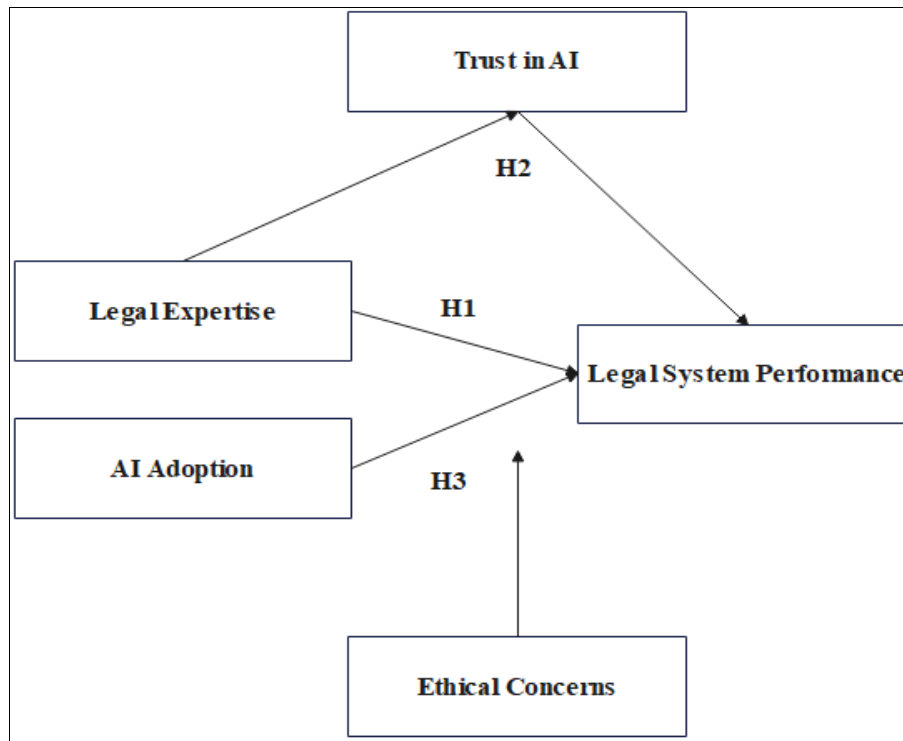 Trust in AI
H2
Legal Expertise
H1
Legal System Performance
AI Adoption
H3
Ethical Concerns